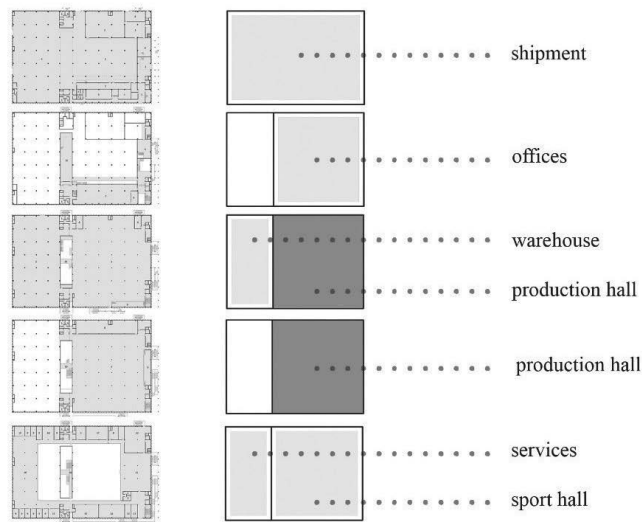 shipment
offices
warehouse
production hall
production hall
services
sport hall